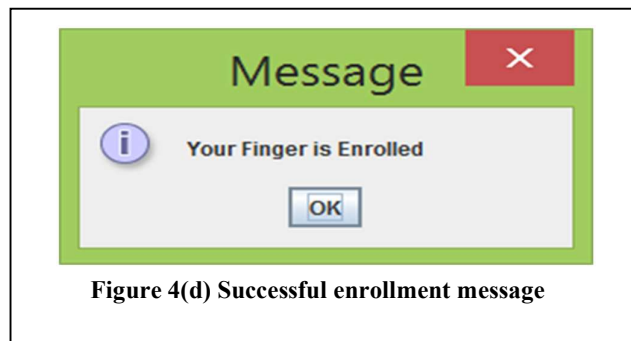 Message
Your Finger is Enrolled
OK
Figure 4(d) Successful enrollment message